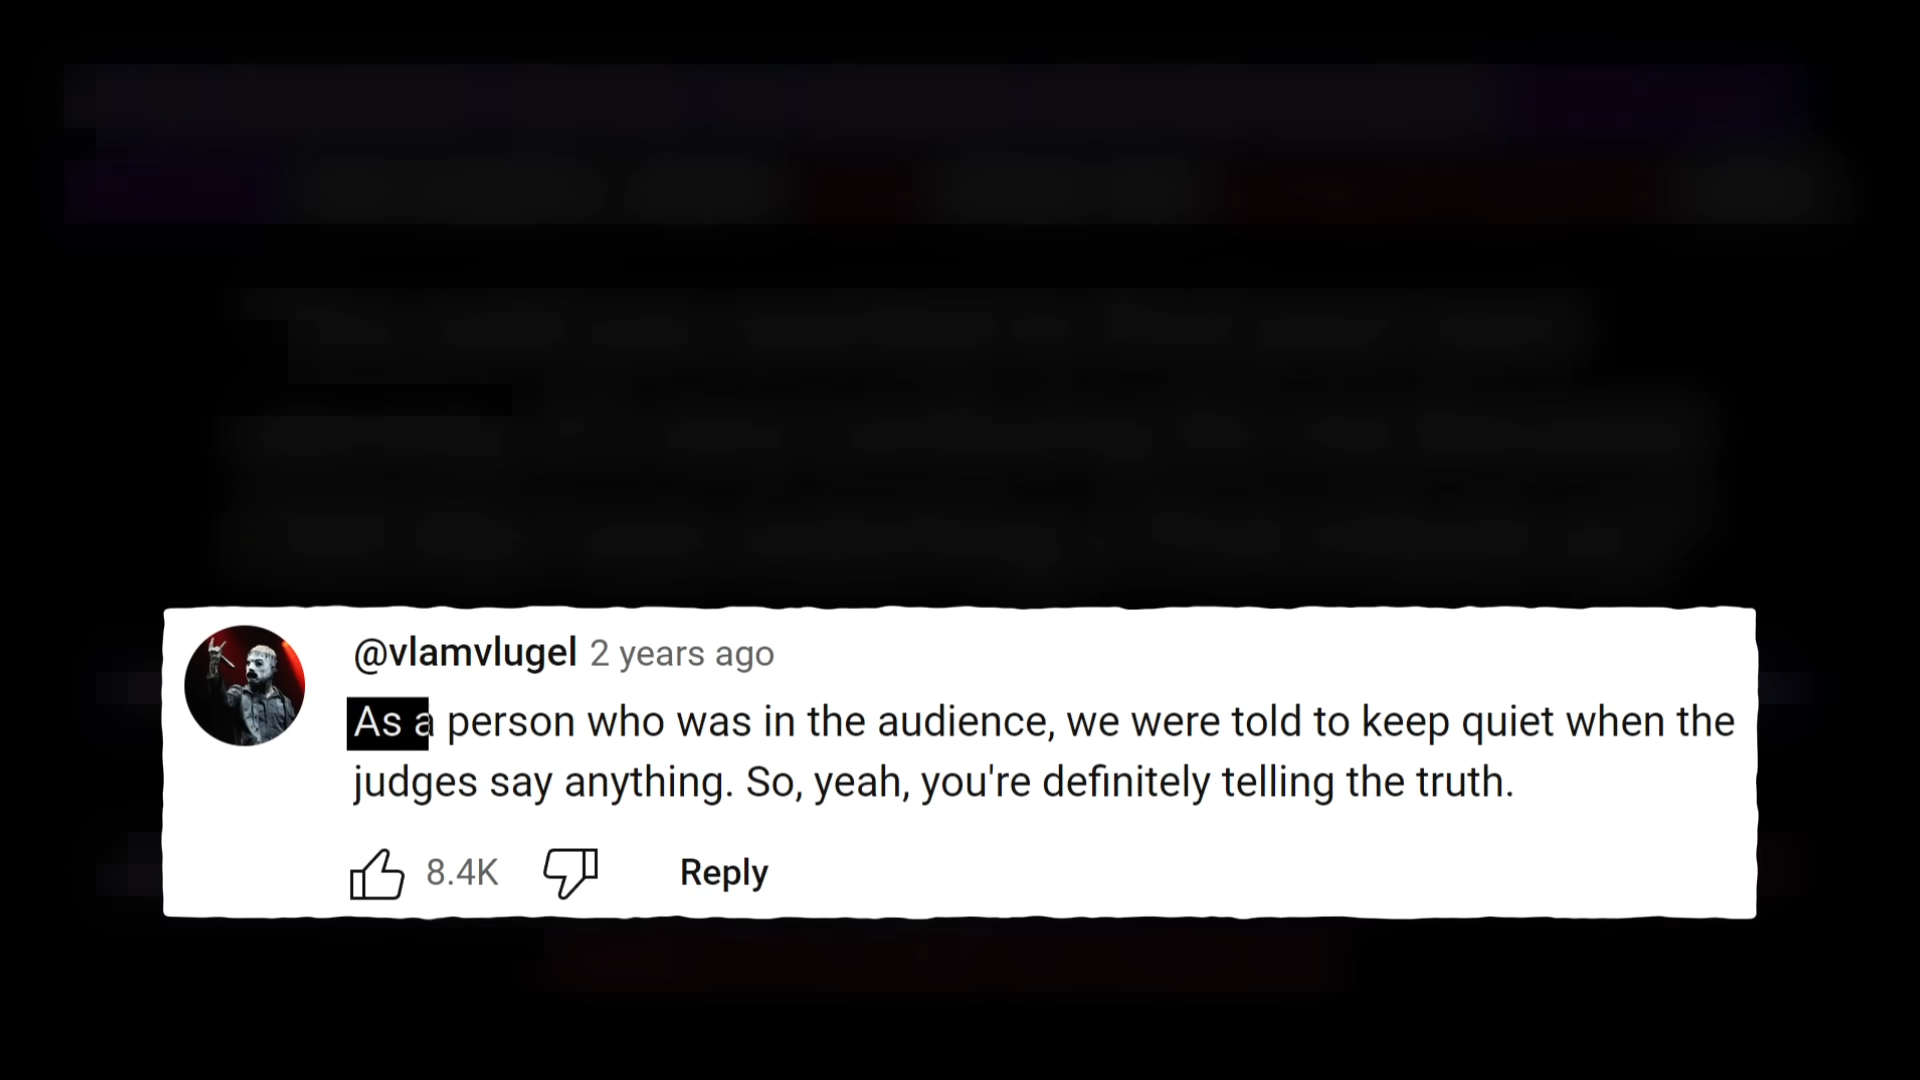 @vlamvlugel 2 years ago
As a person who was in the audience, we were told to keep quiet when the
judges say anything. So, yeah, you're definitely telling the truth.
8.4K Reply